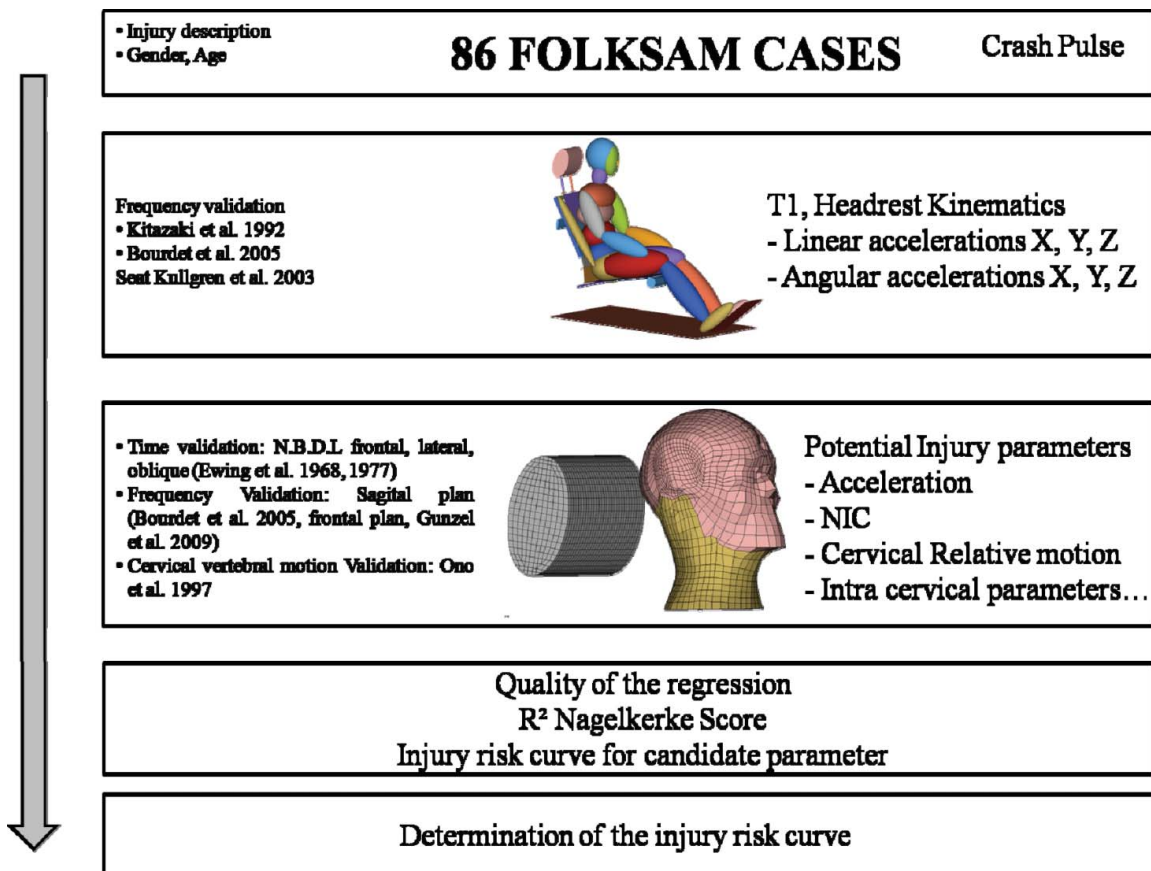 ▪ Injury description
▪ Gender, Age
86 FOLKSAM CASES
Crash Pulse
Frequency validation
▪ Kitazaki et al. 1992
▪ Bourdet et al. 2005
Seat Kullgren et al. 2003
T1, Headrest Kinematics
- Linear accelerations X, Y, Z
- Angular accelerations X, Y, Z
▪ Time validation: N.B.D.L frontal, lateral,
oblique (Ewing et al. 1968, 1977)
▪ Frequency Validation: Sagital plan
(Bourdet et al. 2005, frontal plan, Gunzel
et al. 2009)
▪ Cervical vertebral motion Validation: Ono
et al. 1997
Potential Injury parameters
- Acceleration
- NIC
- Cervical Relative motion
- Intra cervical parameters…
Quality of the regression
R² Nagelkerke Score
Injury risk curve for candidate parameter
Determination of the injury risk curve